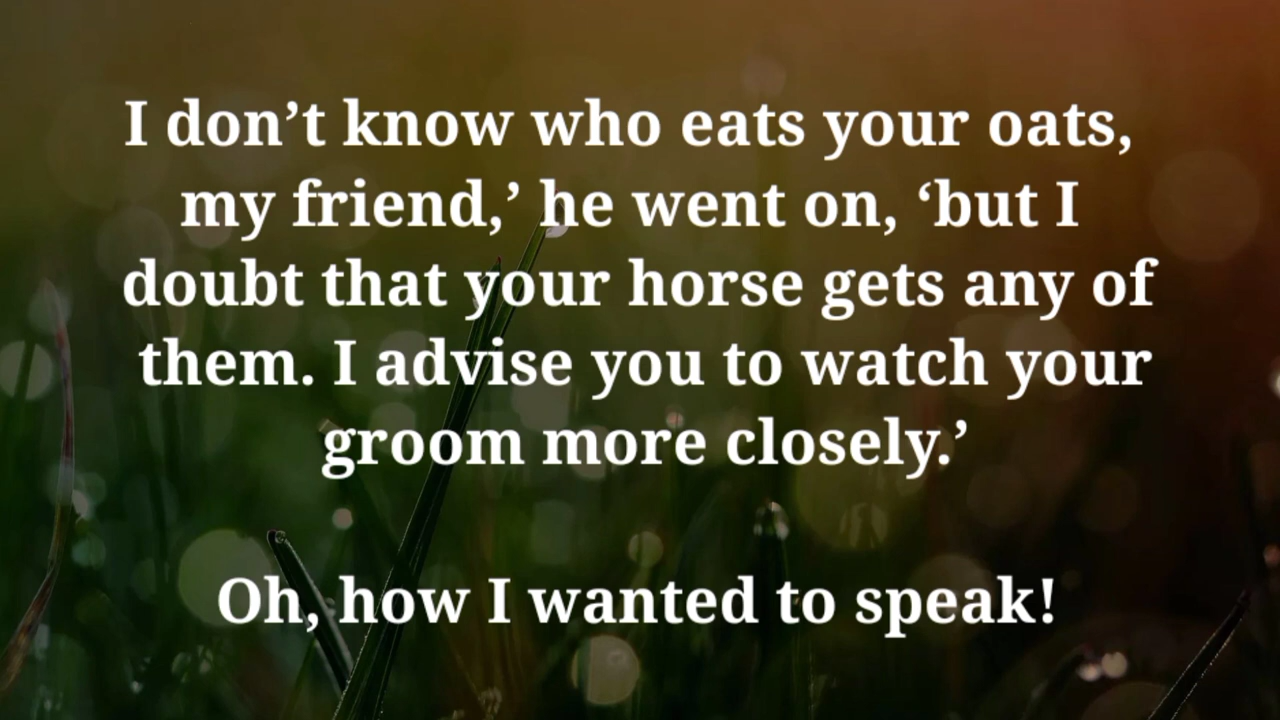 I don’t know who eats your oats,
my friend,’ he went on, ‘but I
doubt that your horse gets any of
them. I advise you to watch your
groom more closely.’
Oh, how I wanted to speak!